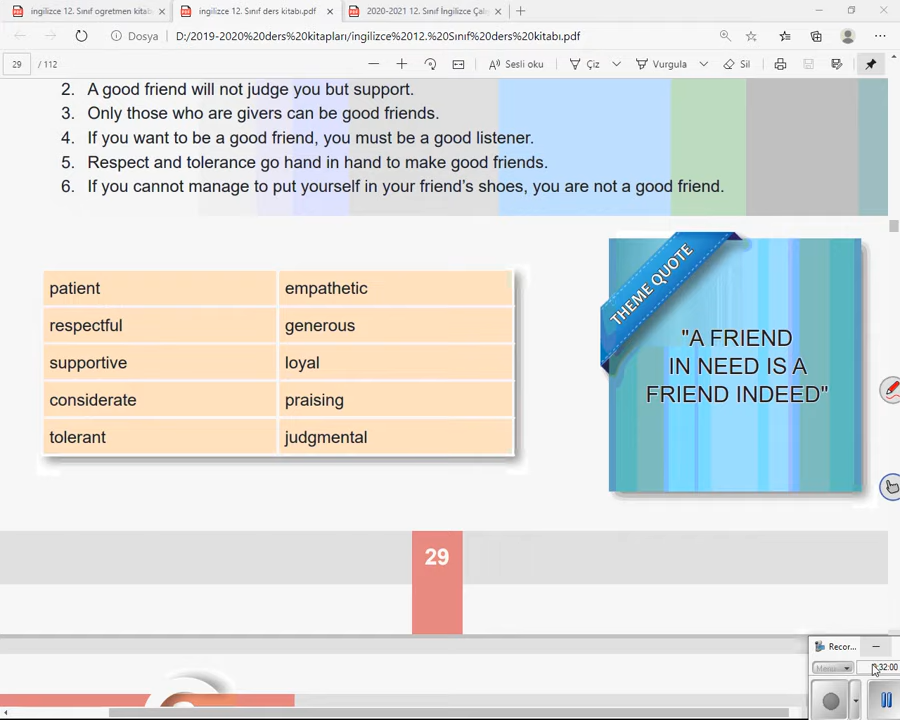 ingilizce 12. Sınıf ogretmen kitabı
ingilizce 12. Sınıf ders kitabı.pdf
2020-2021 12. Sınıf İngilizce Çalış
Dosya
D:/2019-2020%20ders%20kitapları/ingilizce%2012.%20Sınıf%20ders%20kitabı.pdf
29 / 112
Sesli oku
Çiz
Vurgula
Sil
2. A good friend will not judge you but support.
3. Only those who are givers can be good friends.
4. If you want to be a good friend, you must be a good listener.
5. Respect and tolerance go hand in hand to make good friends.
6. If you cannot manage to put yourself in your friend's shoes, you are not a good friend.
patient empathetic
respectful generous
supportive loyal
considerate praising
tolerant judgmental
THEME QUOTE
"A FRIEND
IN NEED IS A
FRIEND INDEED"
29
Recor...
32:00